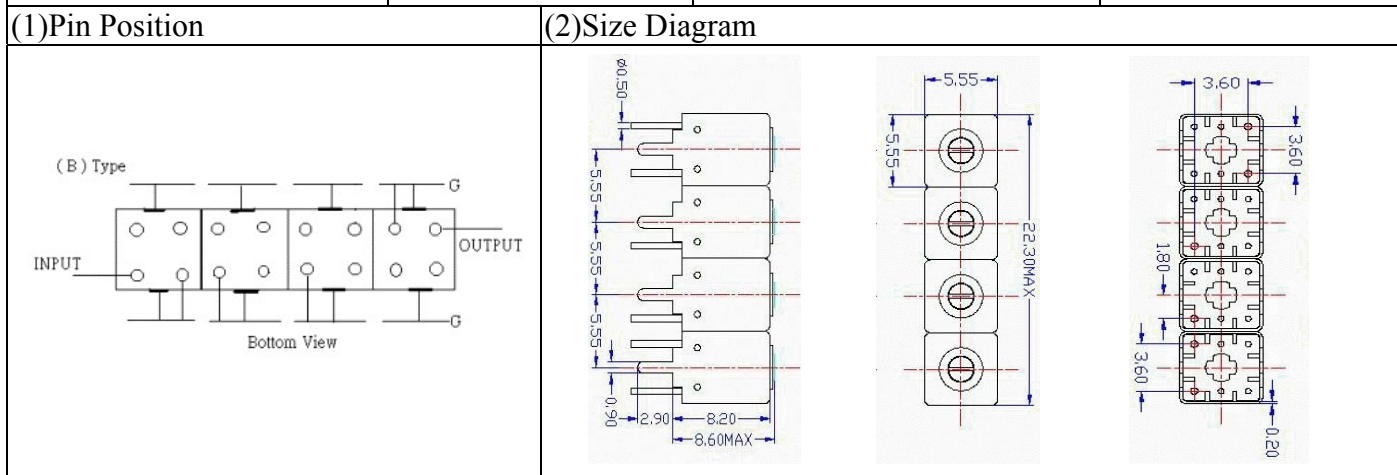 (1)Pin Position
(2)Size Diagram
(B) Type
G
OUTPUT
INPUT
G
Bottom View
ø0.50
5.55
5.55
5.55
0.90
2.90
8.20
8.60MAX
5.55
5.55
22.30MAX
3.60
3.60
1.80
3.60
0.20